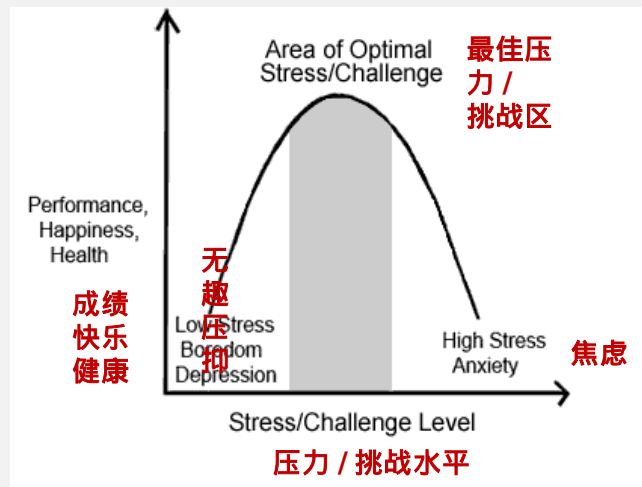 Area of Optimal
Stress/Challenge
最佳压
力 /
挑战区
Performance,
Happiness,
Health
成绩
快乐
健康
无
趣
压
抑
Low Stress
Boredom
Depression
High Stress
Anxiety
焦虑
Stress/Challenge Level
压力 / 挑战水平